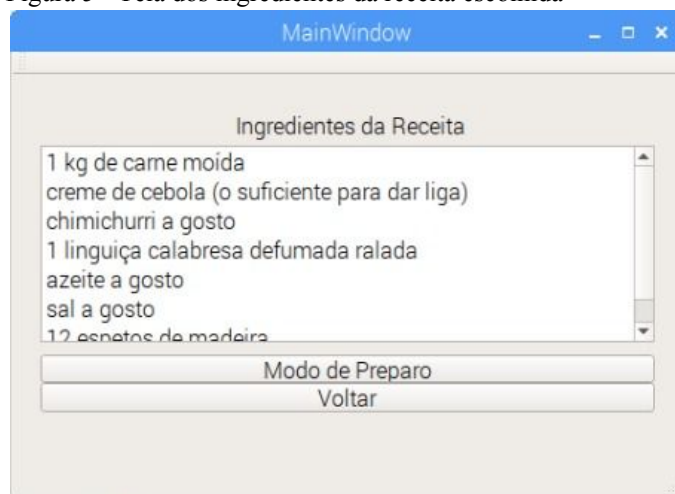 MainWindow
Ingredientes da Receita
1 kg de carne moída
creme de cebola (o suficiente para dar liga)
chimichurri a gosto
1 linguiça calabresa defumada ralada
azeite a gosto
sal a gosto
12 espetos de madeira
Modo de Preparo
Voltar